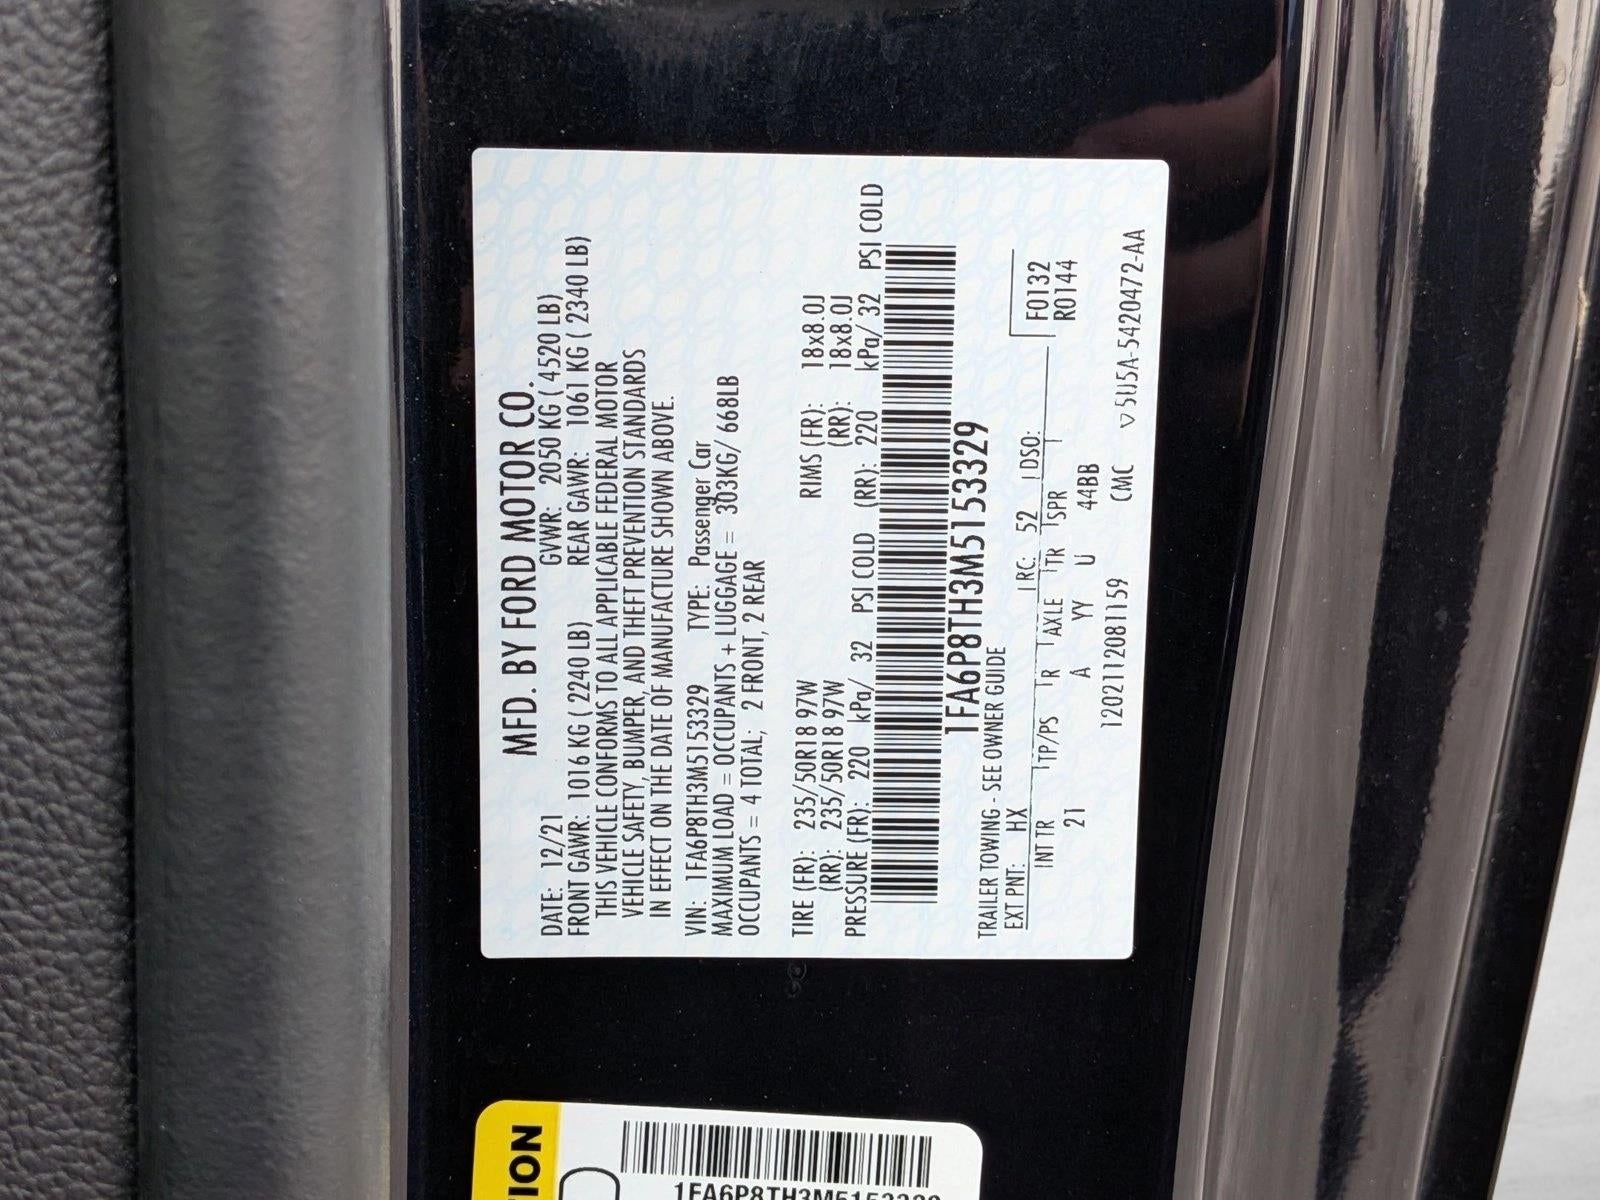 MFD. BY FORD MOTOR CO.
DATE: 12/21 GVWR: 2050 KG ( 4520 LB)
FRONT GAWR: 1016 KG ( 2240 LB) REAR GAWR: 1061 KG ( 2340 LB)
THIS VEHICLE CONFORMS TO ALL APPLICABLE FEDERAL MOTOR
VEHICLE SAFETY, BUMPER, AND THEFT PREVENTION STANDARDS
IN EFFECT ON THE DATE OF MANUFACTURE SHOWN ABOVE.
VIN: 1FA6P8TH3M5153329 TYPE: Passenger Car
MAXIMUM LOAD = OCCUPANTS + LUGGAGE = 303KG/ 668LB
OCCUPANTS = 4 TOTAL; 2 FRONT, 2 REAR
TIRE (FR): 235/50R18 97W RIMS (FR): 18x8.0J
(RR): 235/50R18 97W (RR): 18x8.0J
PRESSURE (FR): 220 kPa/ 32 PSI COLD (RR): 220 kPa/ 32 PSI COLD
1FA6P8TH3M5153329
TRAILER TOWING - SEE OWNER GUIDE
EXT PNT: HX RC: 52 DSO: F0132
INT TR TP/PS R AXLE TR SPR R0144
21 A YY U 44BB
12021120811159 CMC ▽5U5A-5420472-AA
TION
1FA6P8TH3M5153329